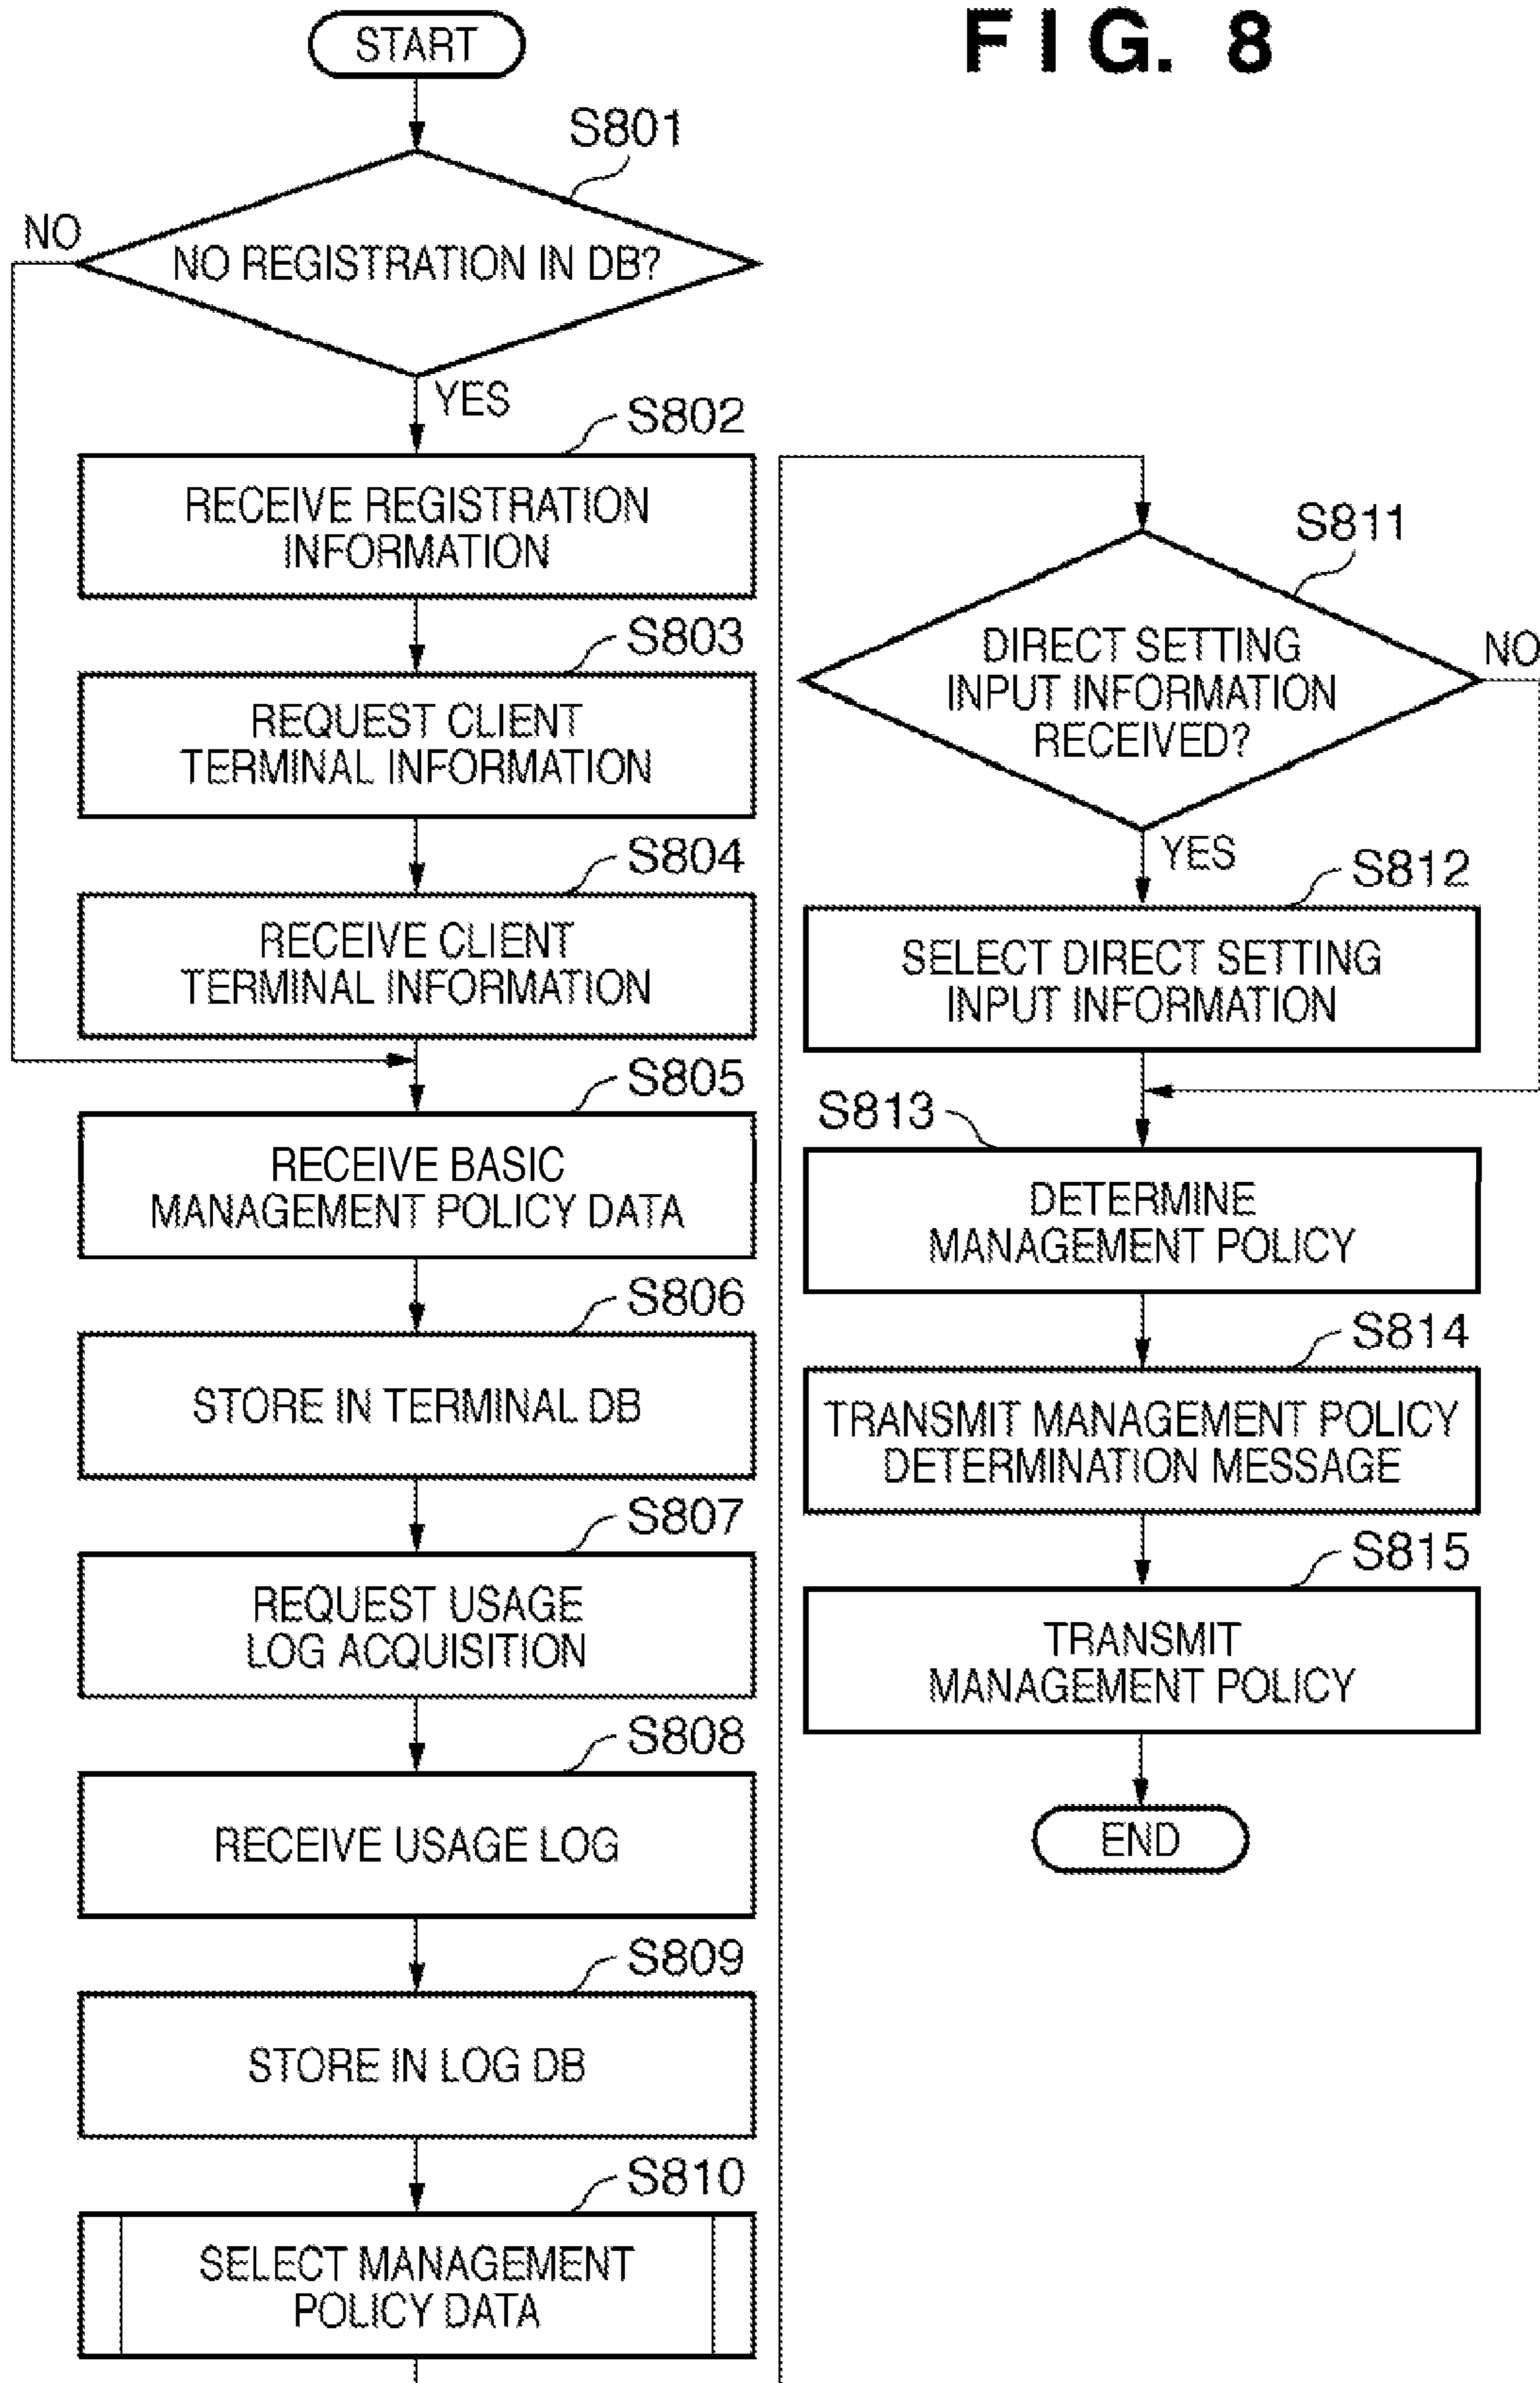 FIG. 8
START
S801
NO
NO REGISTRATION IN DB?
YES
S802
RECEIVE REGISTRATION
INFORMATION
S803
REQUEST CLIENT
TERMINAL INFORMATION
S804
RECEIVE CLIENT
TERMINAL INFORMATION
S805
RECEIVE BASIC
MANAGEMENT POLICY DATA
S806
STORE IN TERMINAL DB
S807
REQUEST USAGE
LOG ACQUISITION
S808
RECEIVE USAGE LOG
S809
STORE IN LOG DB
S810
SELECT MANAGEMENT
POLICY DATA
S811
DIRECT SETTING
INPUT INFORMATION
RECEIVED?
NO
YES
S812
SELECT DIRECT SETTING
INPUT INFORMATION
S813
DETERMINE
MANAGEMENT POLICY
S814
TRANSMIT MANAGEMENT POLICY
DETERMINATION MESSAGE
S815
TRANSMIT
MANAGEMENT POLICY
END